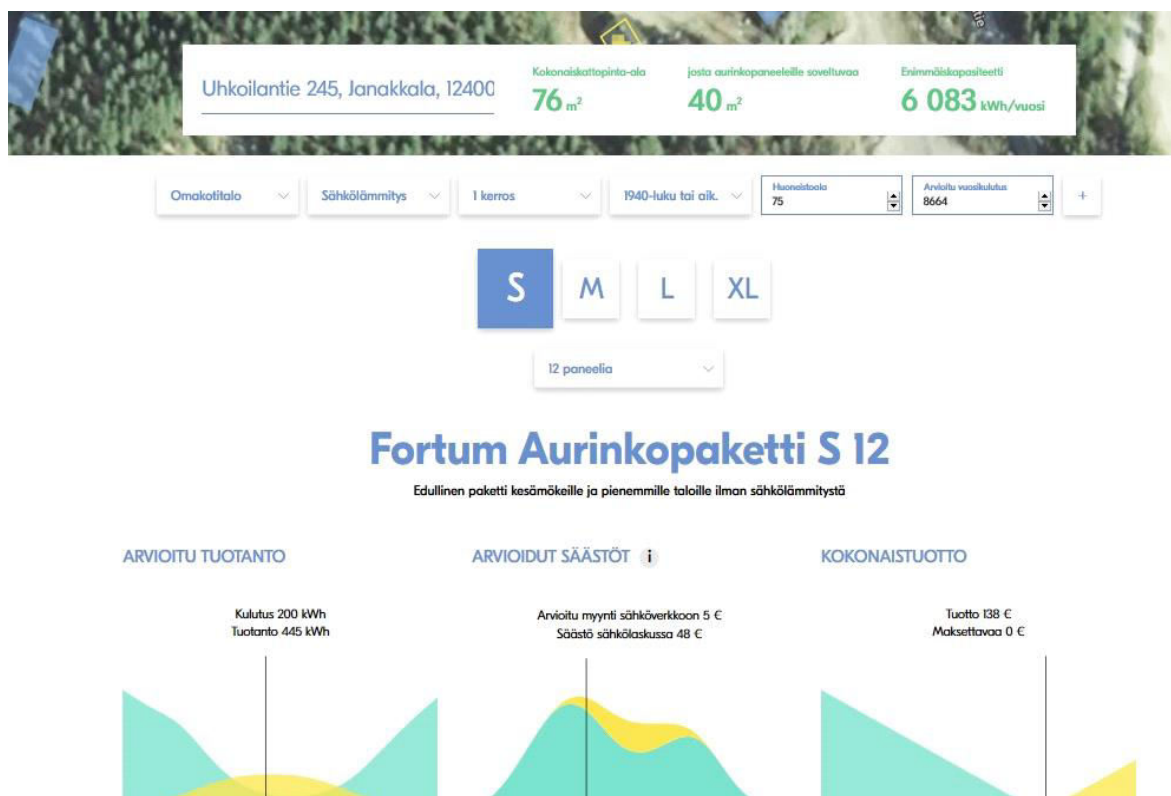 Uhkoilantie 245, Janakkala, 12400
Kokonaiskattopinta-ala
76 m²
josta aurinkopaneeleille soveltuvaa
40 m²
Enimmäiskapasiteetti
6 083 kWh/vuosi
Omakotitalo
Sähkölämmitys
1 kerros
1940-luku tai aik.
Huoneistoala
75
Arvioitu vuosikulutus
8664
+
S M L XL
12 paneelia
Fortum Aurinkopaketti S 12
Edullinen paketti kesämökeille ja pienemmille taloille ilman sähkölämmitystä
ARVIOITU TUOTANTO
Kulutus 200 kWh
Tuotanto 445 kWh
ARVIOIDUT SÄÄSTÖT i
Arvioitu myynti sähköverkkoon 5 €
Säästö sähkölaskussa 48 €
KOKONAISTUOTTO
Tuotto 138 €
Maksettavaa 0 €